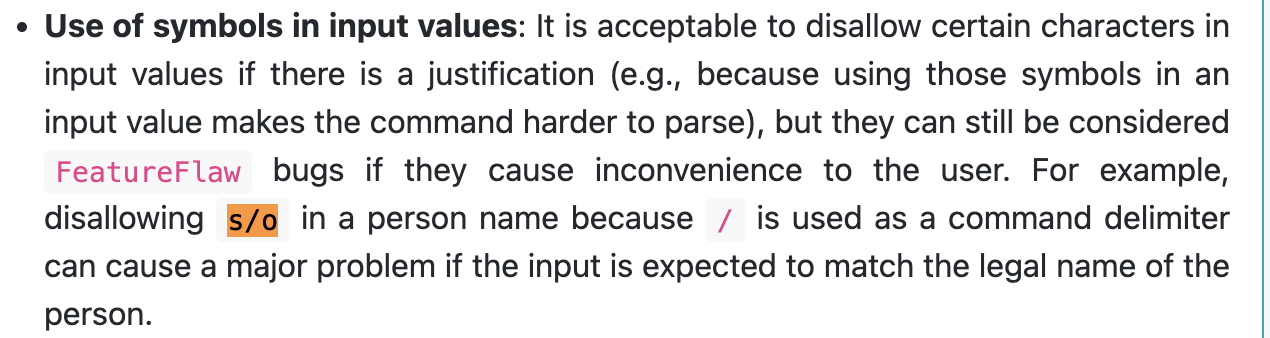 • Use of symbols in input values: It is acceptable to disallow certain characters in
input values if there is a justification (e.g., because using those symbols in an
input value makes the command harder to parse), but they can still be considered
FeatureFlaw bugs if they cause inconvenience to the user. For example,
disallowing s/o in a person name because / is used as a command delimiter
can cause a major problem if the input is expected to match the legal name of the
person.